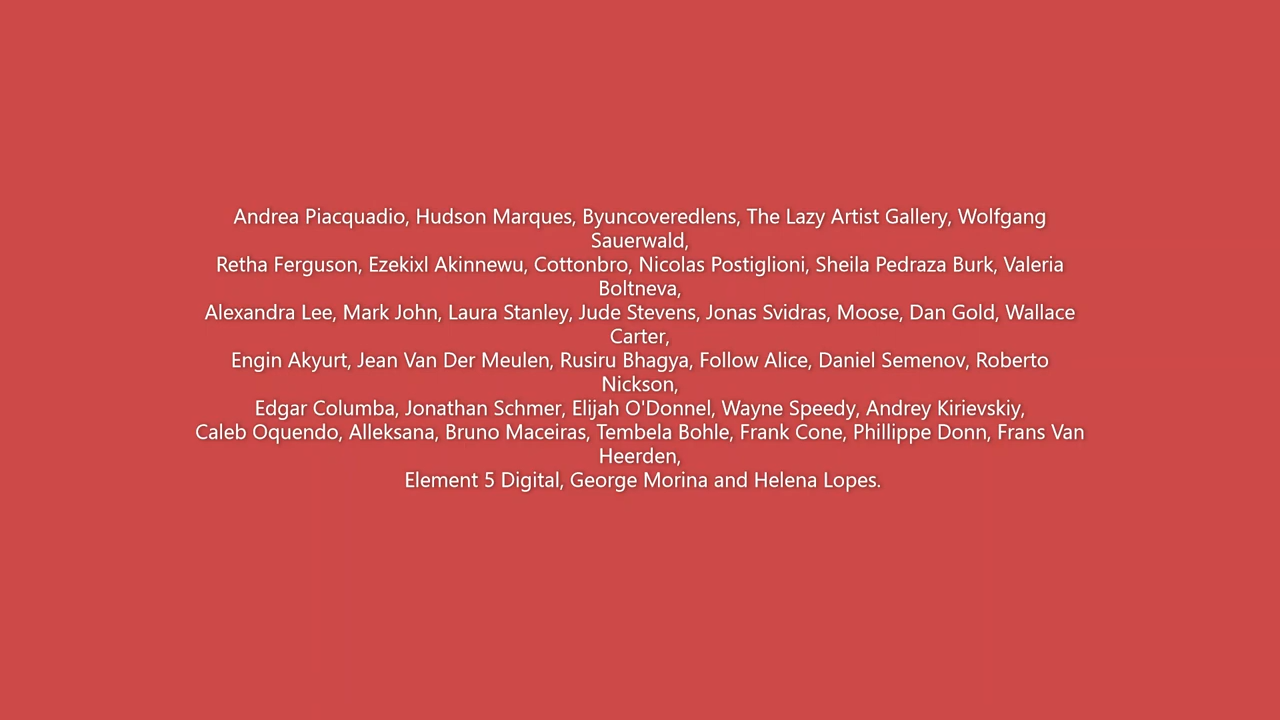 Andrea Piacquadio, Hudson Marques, Byuncoveredlens, The Lazy Artist Gallery, Wolfgang
Sauerwald,
Retha Ferguson, Ezekixl Akinnewu, Cottonbro, Nicolas Postiglioni, Sheila Pedraza Burk, Valeria
Boltneva,
Alexandra Lee, Mark John, Laura Stanley, Jude Stevens, Jonas Svidras, Moose, Dan Gold, Wallace
Carter,
Engin Akyurt, Jean Van Der Meulen, Rusiru Bhagya, Follow Alice, Daniel Semenov, Roberto
Nickson,
Edgar Columba, Jonathan Schmer, Elijah O'Donnel, Wayne Speedy, Andrey Kirievskiy,
Caleb Oquendo, Alleksana, Bruno Maceiras, Tembela Bohle, Frank Cone, Phillippe Donn, Frans Van
Heerden,
Element 5 Digital, George Morina and Helena Lopes.